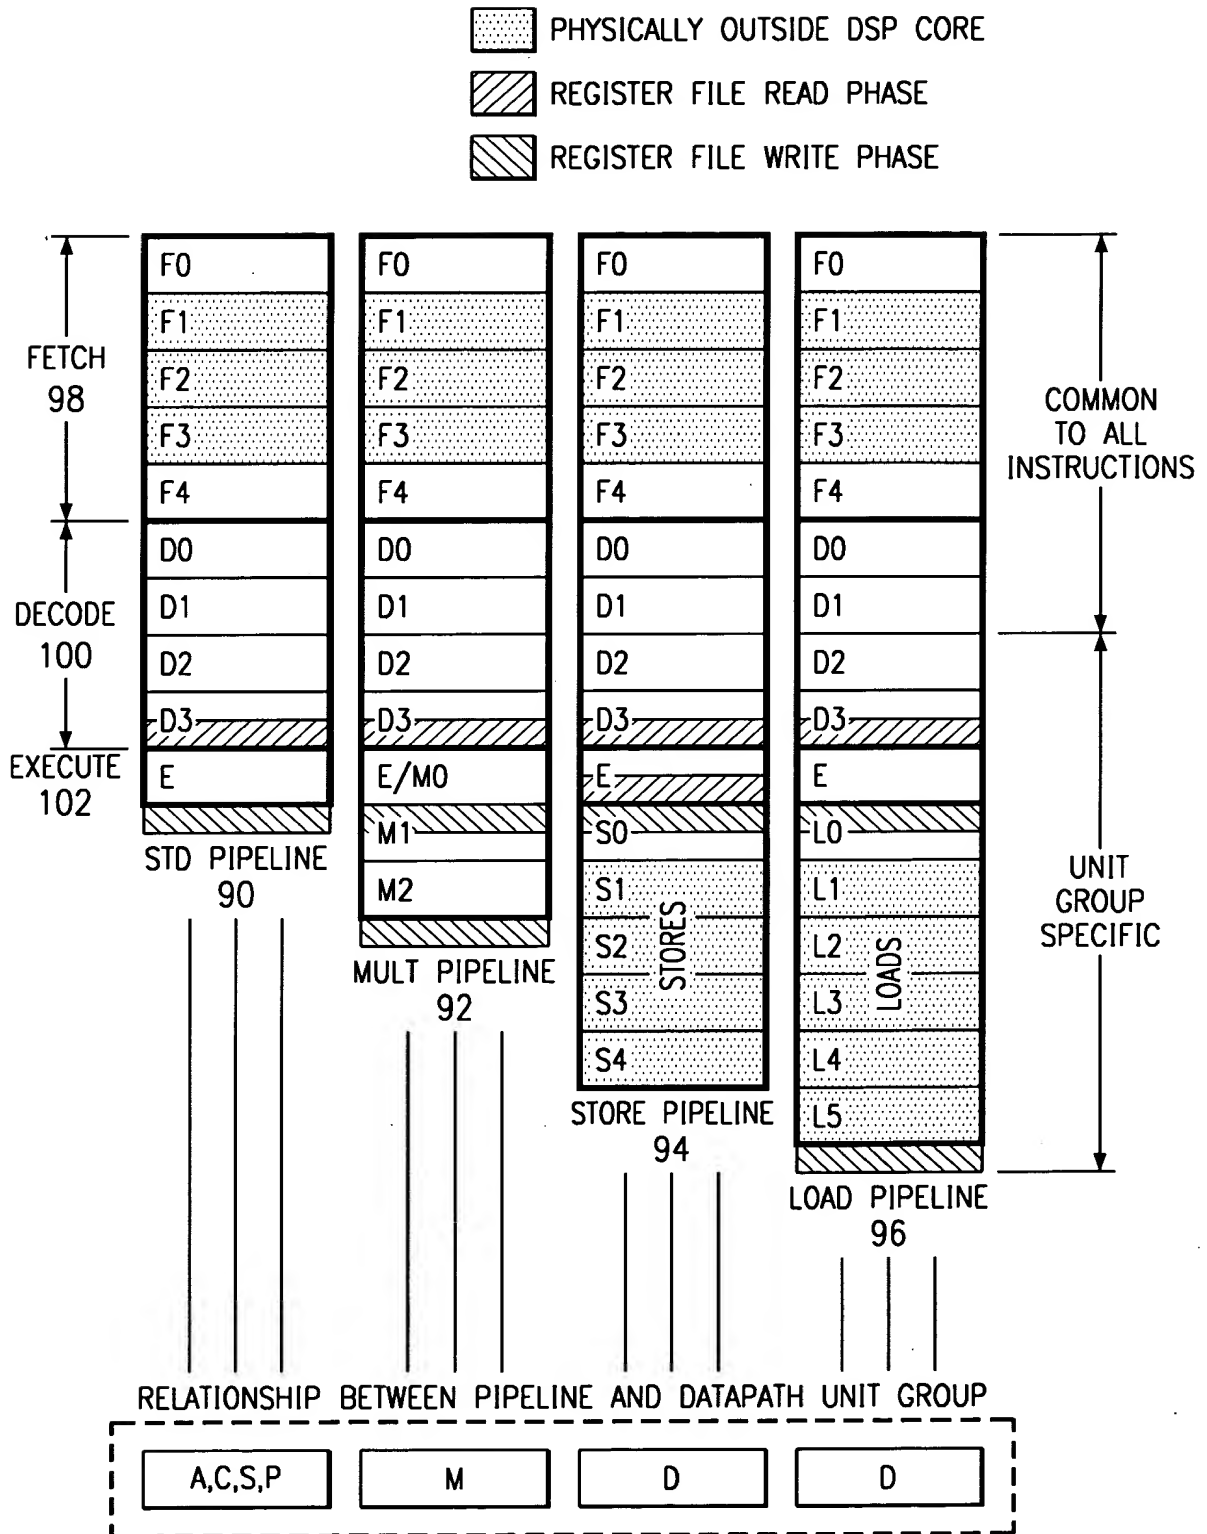 PHYSICALLY OUTSIDE DSP CORE
REGISTER FILE READ PHASE
REGISTER FILE WRITE PHASE
FETCH
98
DECODE
100
EXECUTE
102
F0
F1
F2
F3
F4
D0
D1
D2
D3
E
STD PIPELINE
90
F0
F1
F2
F3
F4
D0
D1
D2
D3
E/M0
M1
M2
MULT PIPELINE
92
F0
F1
F2
F3
F4
D0
D1
D2
D3
E
S0
S1
S2
S3
S4
STORES
STORE PIPELINE
94
F0
F1
F2
F3
F4
D0
D1
D2
D3
E
L0
L1
L2
L3
L4
L5
LOADS
LOAD PIPELINE
96
COMMON
TO ALL
INSTRUCTIONS
UNIT
GROUP
SPECIFIC
RELATIONSHIP BETWEEN PIPELINE AND DATAPATH UNIT GROUP
A,C,S,P
M
D
D